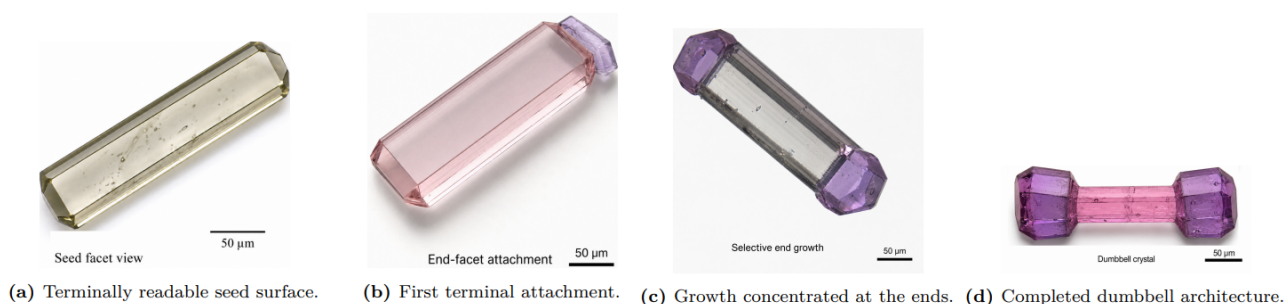 50 µm
Seed facet view
50 µm
End-facet attachment
50 µm
Selective end growth
50 µm
Dumbbell crystal
(a) Terminally readable seed surface.
(b) First terminal attachment.
(c) Growth concentrated at the ends.
(d) Completed dumbbell architecture.